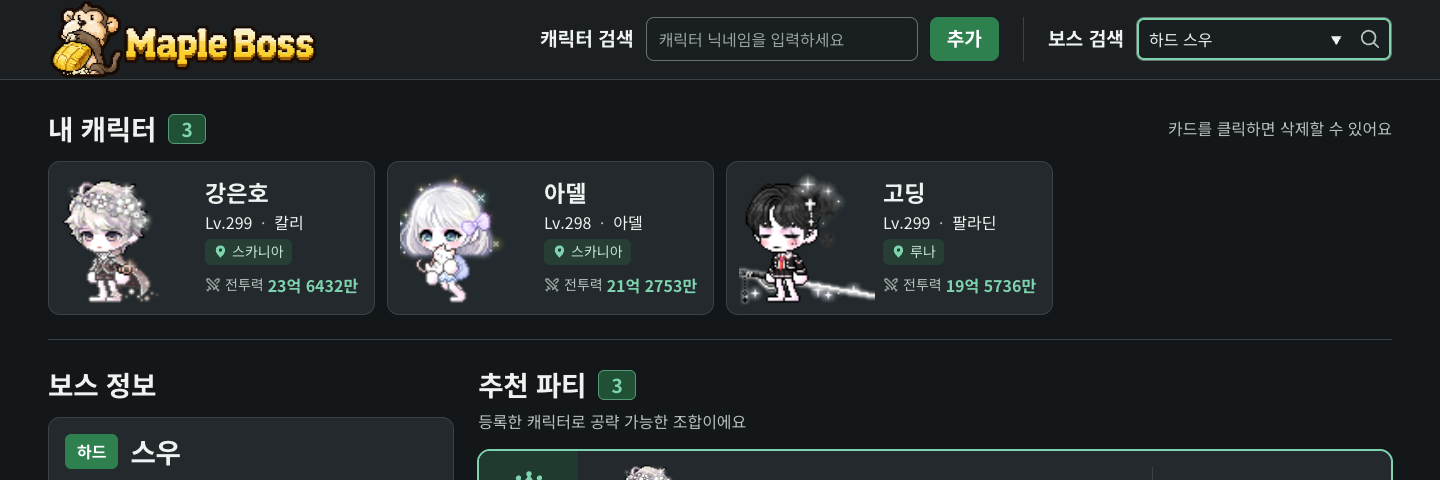 Maple Boss
캐릭터 검색
캐릭터 닉네임을 입력하세요
추가
보스 검색
하드 스우
내 캐릭터
3
카드를 클릭하면 삭제할 수 있어요
강은호
Lv.299 · 칼리
스카니아
전투력 23억 6432만
아델
Lv.298 · 아델
스카니아
전투력 21억 2753만
고딩
Lv.299 · 팔라딘
루나
전투력 19억 5736만
보스 정보
하드
스우
추천 파티
3
등록한 캐릭터로 공략 가능한 조합이에요